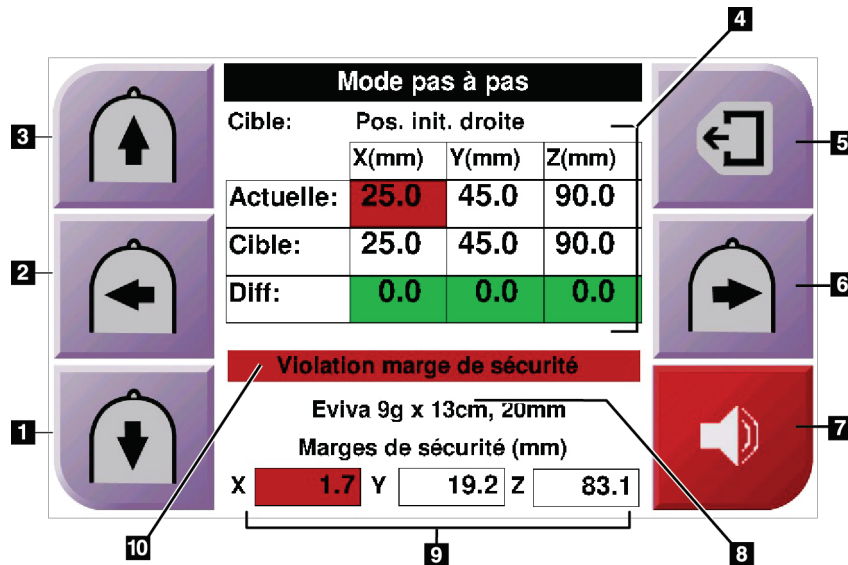 4
Mode pas à pas
Cible: Pos. init. droite
X(mm) Y(mm) Z(mm)
Actuelle: 25.0 45.0 90.0
Cible: 25.0 45.0 90.0
Diff: 0.0 0.0 0.0
Violation marge de sécurité
Eviva 9g x 13cm, 20mm
Marges de sécurité (mm)
X 1.7 Y 19.2 Z 83.1
3
2
1
5
6
7
10
9
8